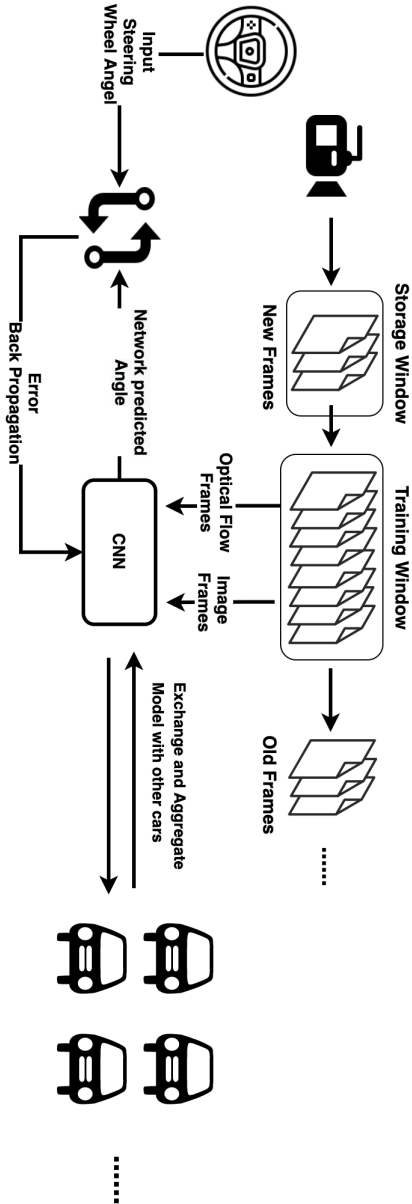 Storage Window
New Frames
Training Window
Old Frames
......
Optical Flow
Frames
Image
Frames
Input
Steering
Wheel Angel
Network predicted
Angle
Error
Back Propagation
CNN
Exchange and Aggregate
Model with other cars
......